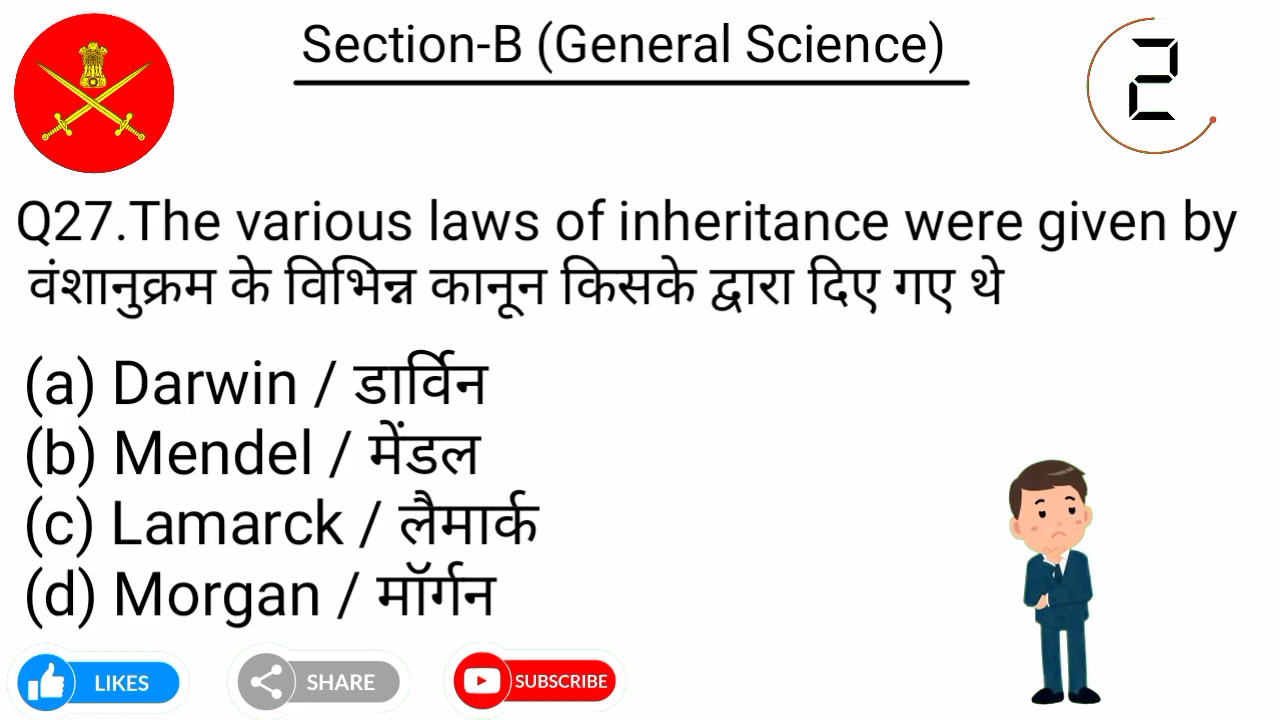 Section-B (General Science)
2
Q27.The various laws of inheritance were given by
वंशानुक्रम के विभिन्न कानून किसके द्वारा दिए गए थे
(a) Darwin / डार्विन
(b) Mendel / मेंडल
(c) Lamarck / लैमार्क
(d) Morgan / मॉर्गन
LIKES SHARE SUBSCRIBE